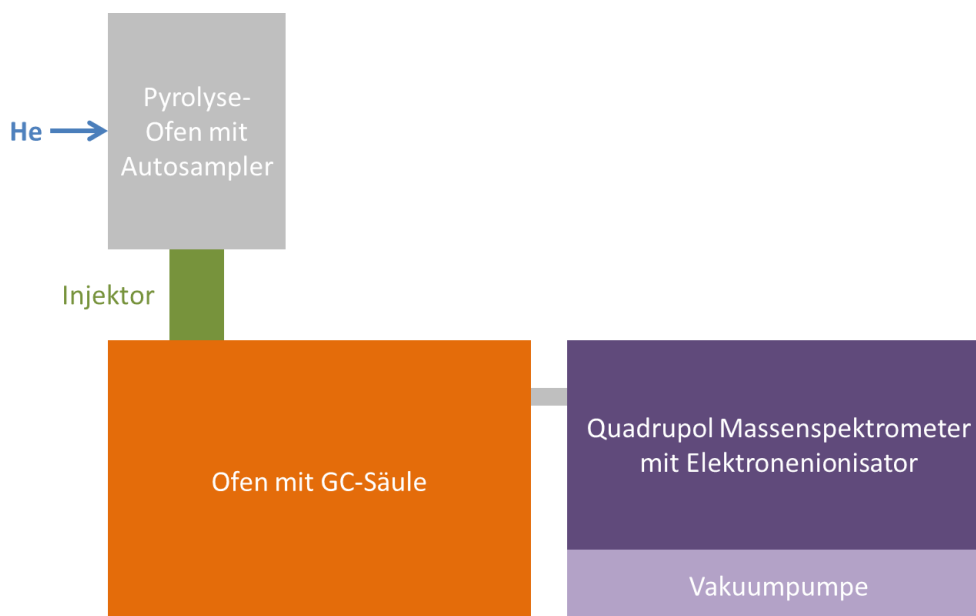 Pyrolyse-
Ofen mit
Autosampler
He
Injektor
Ofen mit GC-Säule
Quadrupol Massenspektrometer
mit Elektronenionisator
Vakuumpumpe